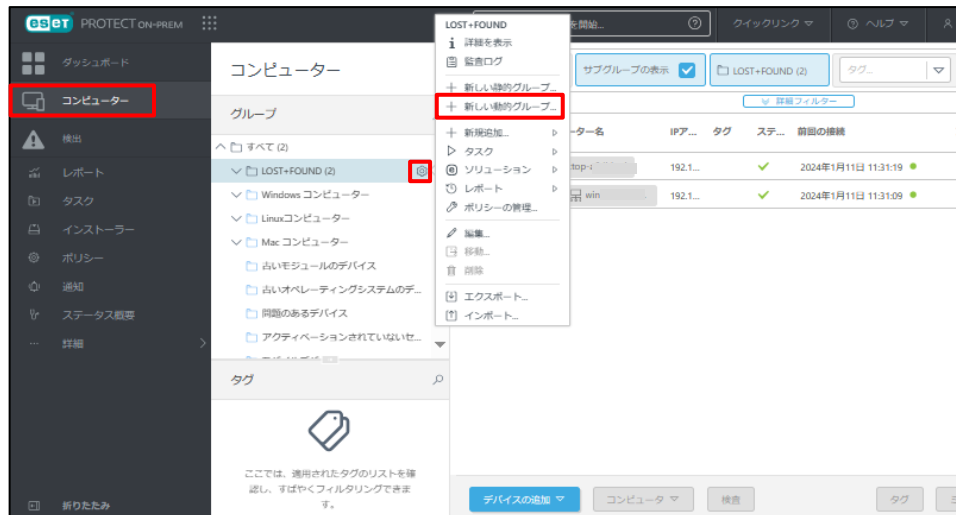 eset PROTECT ON-PREM
を開始...
クイックリンク
ヘルプ
ダッシュボード
コンピューター
検出
レポート
タスク
インストーラー
ポリシー
通知
ステータス概要
詳細
折りたたみ
コンピューター
グループ
すべて (2)
LOST+FOUND (2)
Windows コンピューター
Linuxコンピューター
Mac コンピューター
古いモジュールのデバイス
古いオペレーティングシステムのデ...
問題のあるデバイス
アクティベーションされていないセ...
タグ
ここでは、適用されたタグのリストを確
認し、すばやくフィルタリングできま
す。
LOST+FOUND
詳細を表示
監査ログ
新しい静的グループ...
新しい動的グループ...
新規追加...
タスク
ソリューション
レポート
ポリシーの管理...
編集...
移動...
削除
エクスポート...
インポート...
サブグループの表示
LOST+FOUND (2)
タグ...
詳細フィルター
ーター名 IPア... タグ ステ... 前回の接続
top- 192.1... 2024年1月11日 11:31:19
win 192.1... 2024年1月11日 11:31:09
デバイスの追加
コンピュータ
検査
タグ